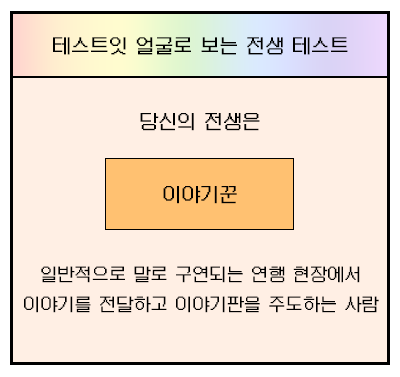 테스트잇 얼굴로 보는 전생 테스트
당신의 전생은
이야기꾼
일반적으로 말로 구연되는 연행 현장에서
이야기를 전달하고 이야기판을 주도하는 사람